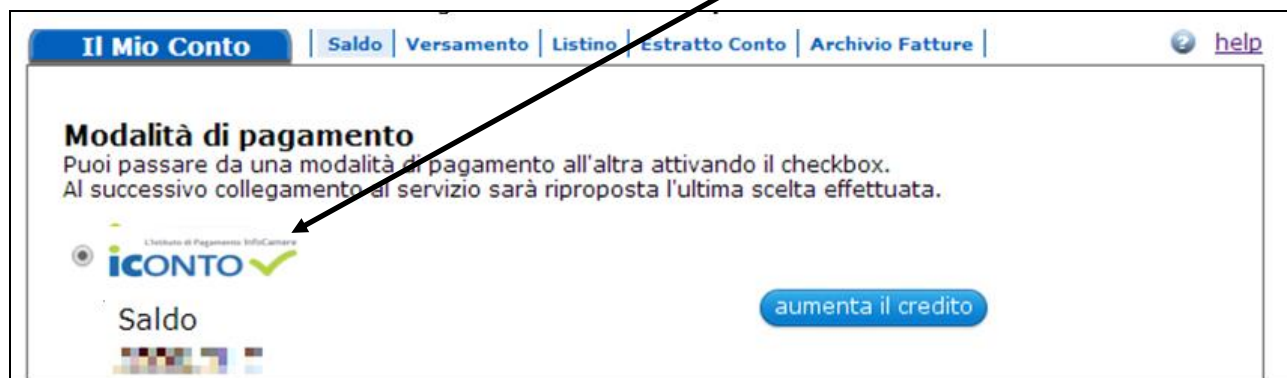 Il Mio Conto Saldo Versamento Listino Estratto Conto Archivio Fatture help
Modalità di pagamento
Puoi passare da una modalità di pagamento all'altra attivando il checkbox.
Al successivo collegamento al servizio sarà riproposta l'ultima scelta effettuata.
L'Istituto di Pagamento InfoCamere
iCONTO
aumenta il credito
Saldo